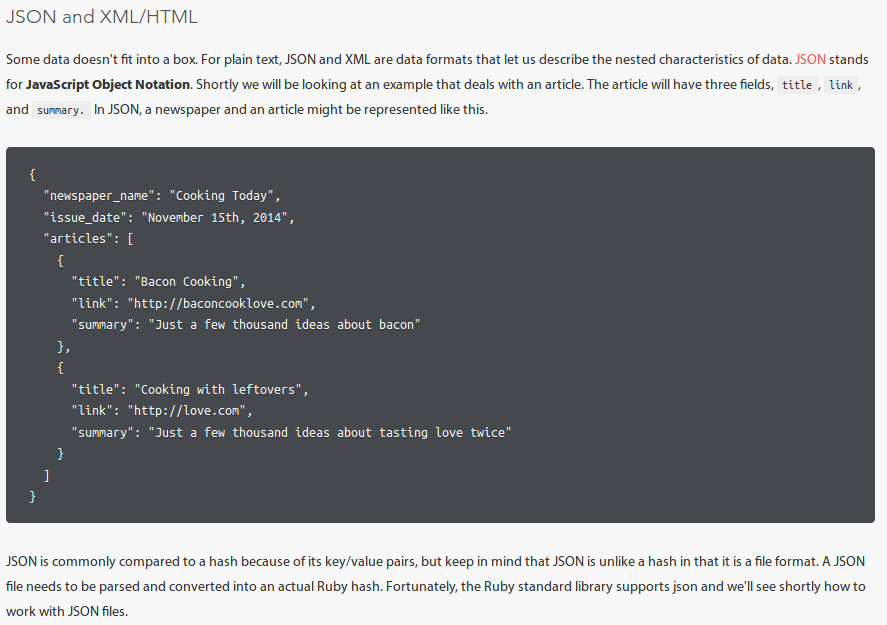 JSON and XML/HTML
Some data doesn't fit into a box. For plain text, JSON and XML are data formats that let us describe the nested characteristics of data. JSON stands
for JavaScript Object Notation. Shortly we will be looking at an example that deals with an article. The article will have three fields, title , link ,
and summary. In JSON, a newspaper and an article might be represented like this.
{
  "newspaper_name": "Cooking Today",
  "issue_date": "November 15th, 2014",
  "articles": [
    {
      "title": "Bacon Cooking",
      "link": "http://baconcooklove.com",
      "summary": "Just a few thousand ideas about bacon"
    },
    {
      "title": "Cooking with leftovers",
      "link": "http://love.com",
      "summary": "Just a few thousand ideas about tasting love twice"
    }
  ]
}
JSON is commonly compared to a hash because of its key/value pairs, but keep in mind that JSON is unlike a hash in that it is a file format. A JSON
file needs to be parsed and converted into an actual Ruby hash. Fortunately, the Ruby standard library supports json and we'll see shortly how to
work with JSON files.